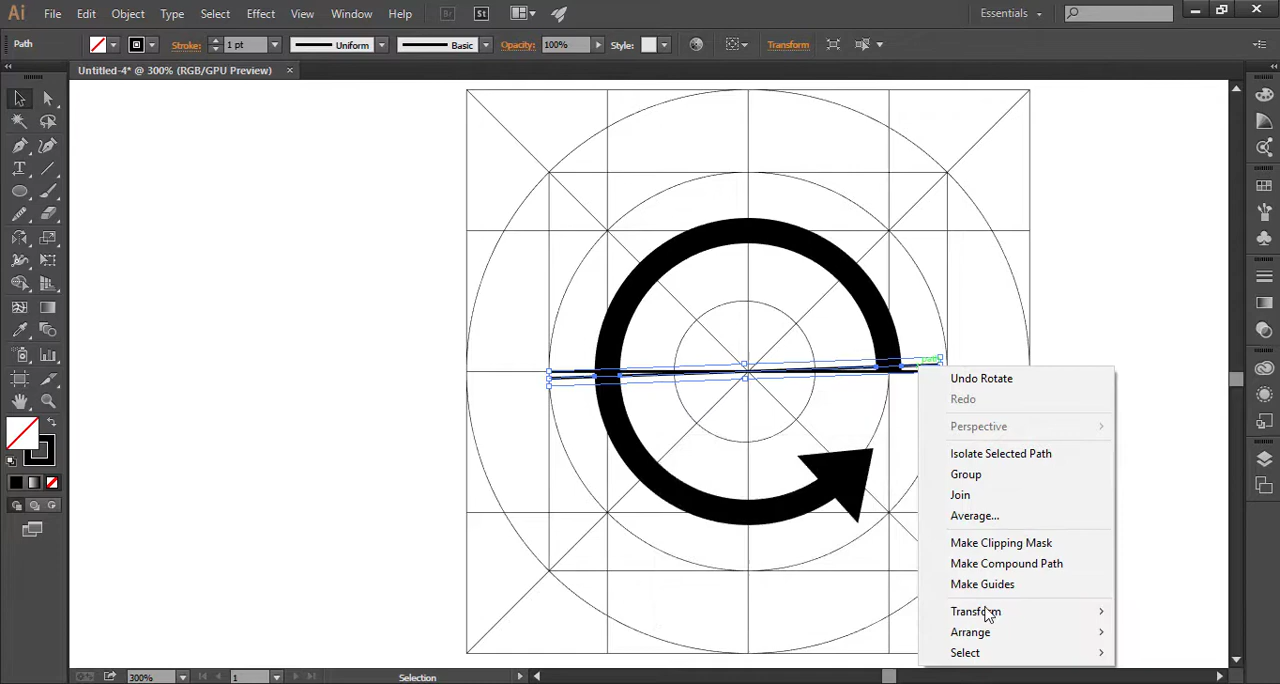 Ai File Edit Object Type Select Effect View Window Help Br St Essentials
Path Stroke: 1 pt Uniform Basic Opacity: 100% Style: Transform
Untitled-4* @ 300% (RGB/GPU Preview) ×
Undo Rotate
Redo
Perspective
Isolate Selected Path
Group
Join
Average...
Make Clipping Mask
Make Compound Path
Make Guides
Transform
Arrange
Select
300% 1 Selection